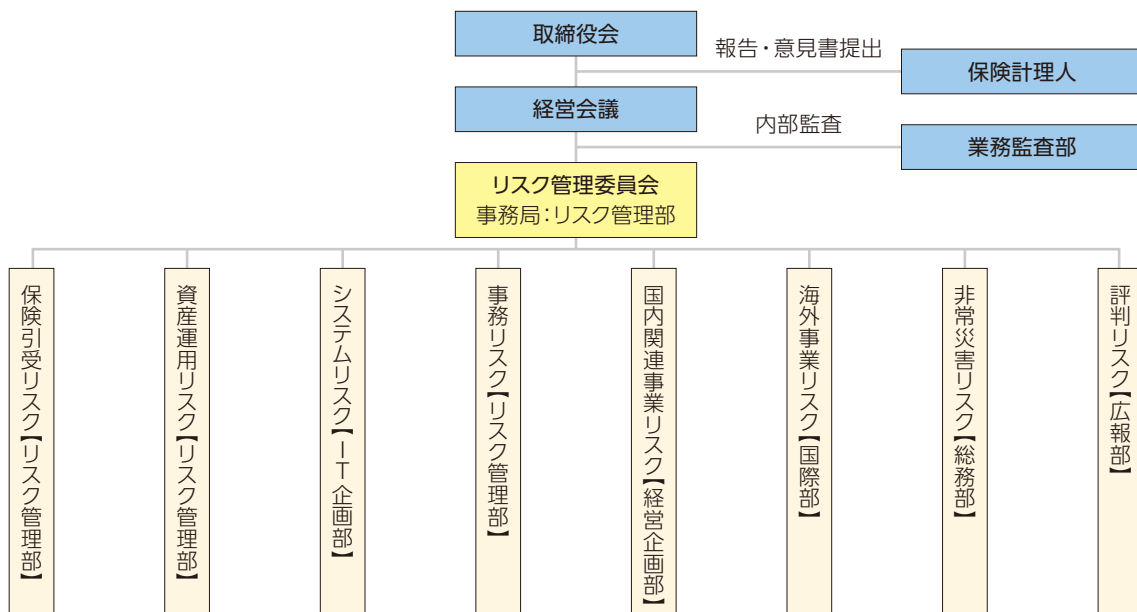 取締役会
報告・意見書提出
保険計理人
経営会議
内部監査
業務監査部
リスク管理委員会
事務局：リスク管理部
保険引受リスク【リスク管理部】
資産運用リスク【リスク管理部】
システムリスク【IT企画部】
事務リスク【リスク管理部】
国内関連事業リスク【経営企画部】
海外事業リスク【国際部】
非常災害リスク【総務部】
評判リスク【広報部】